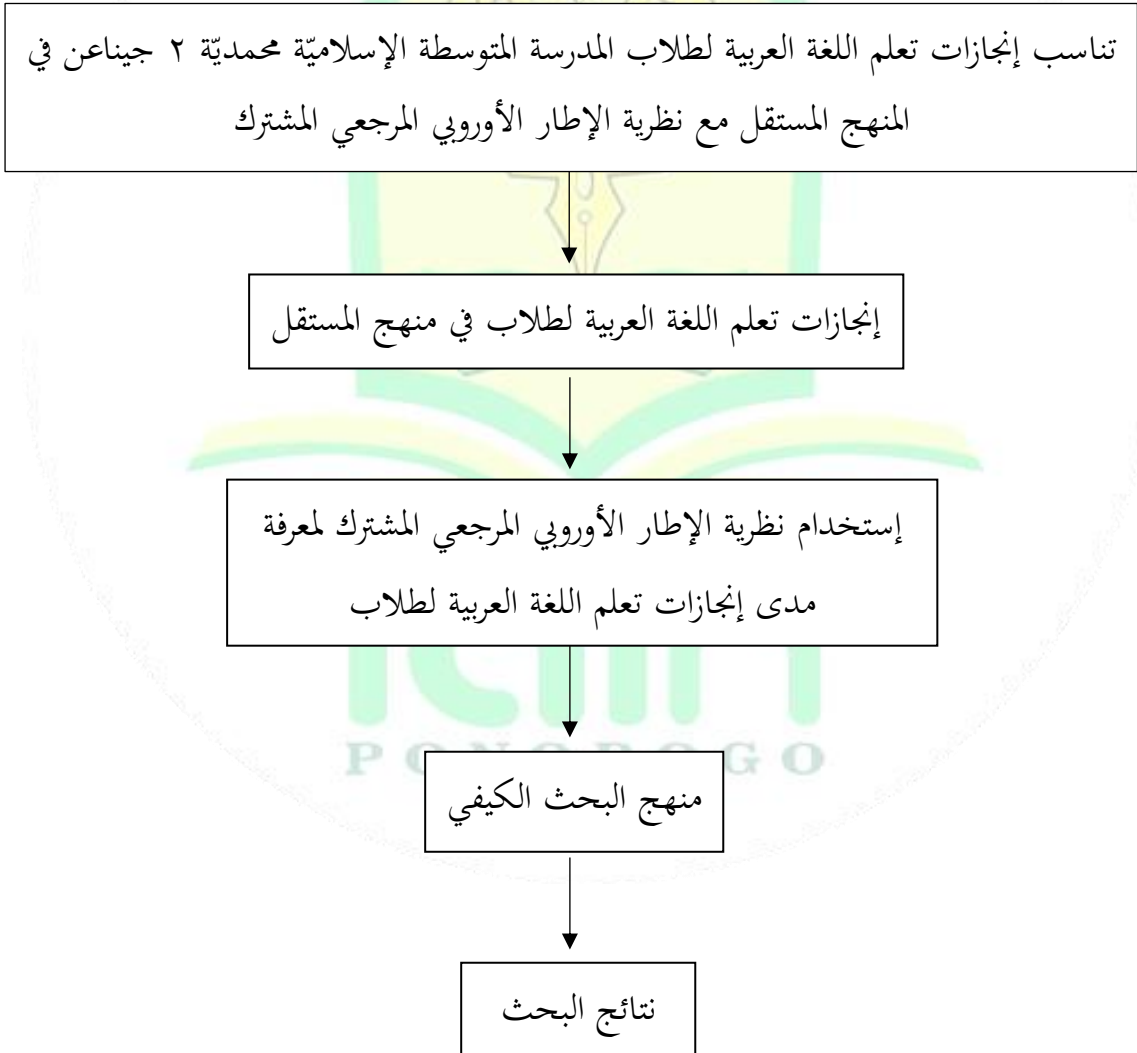 تناسب إنجازات تعلم اللغة العربية لطلاب المدرسة المتوسطة الإسلاميّة محمديّة ٢ جيناعن في
المنهج المستقل مع نظرية الإطار الأوروبي المرجعي المشترك
إنجازات تعلم اللغة العربية لطلاب في منهج المستقل
إستخدام نظرية الإطار الأوروبي المرجعي المشترك لمعرفة
مدى إنجازات تعلم اللغة العربية لطلاب
منهج البحث الكيفي
نتائج البحث